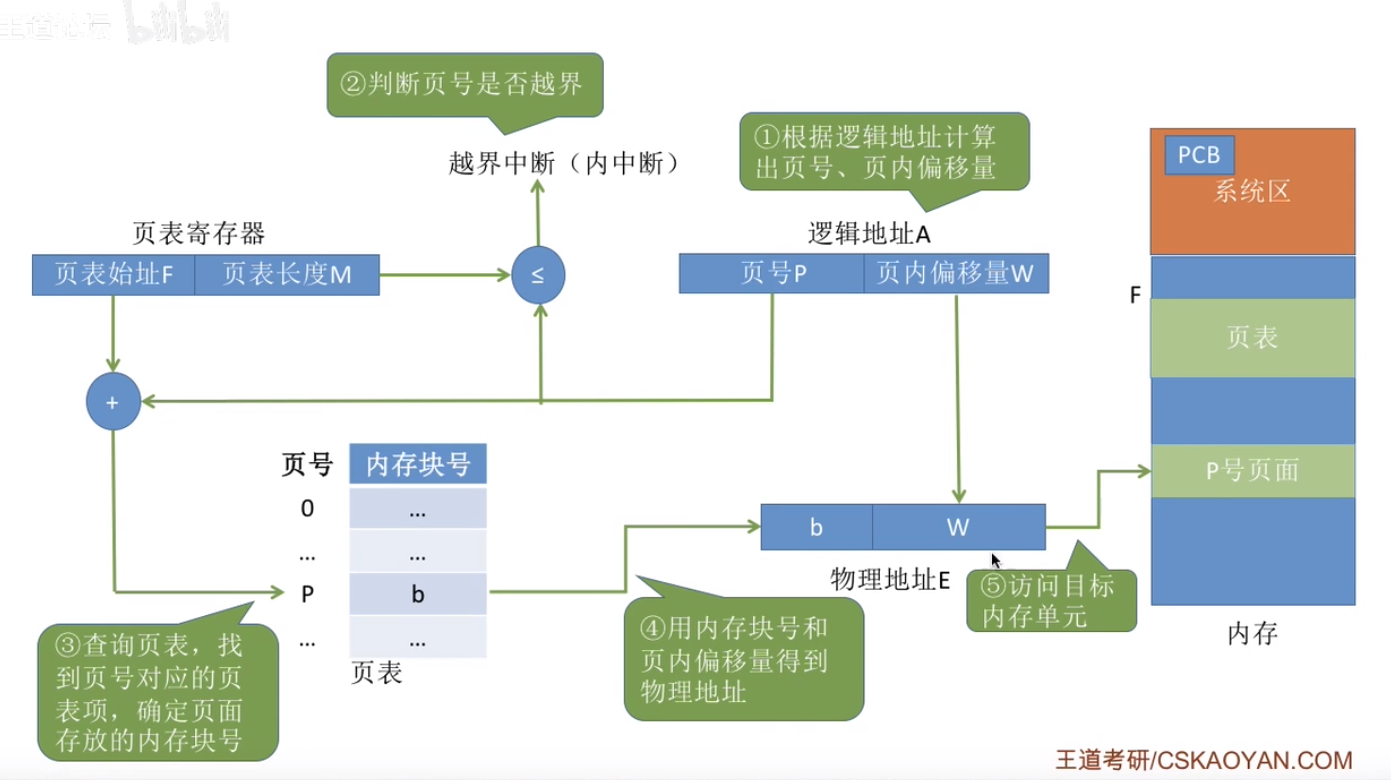 bilibili
②判断页号是否越界
越界中断（内中断）
①根据逻辑地址计算
出页号、页内偏移量
页表寄存器
页表始址F
页表长度M
≤
逻辑地址A
页号P
页内偏移量W
+
页号
内存块号
0
...
...
...
P
b
...
...
页表
③查询页表，找
到页号对应的页
表项，确定页面
存放的内存块号
b
W
物理地址E
④用内存块号和
页内偏移量得到
物理地址
⑤访问目标
内存单元
PCB
系统区
F
页表
P号页面
内存
王道考研/CSKAOYAN.COM